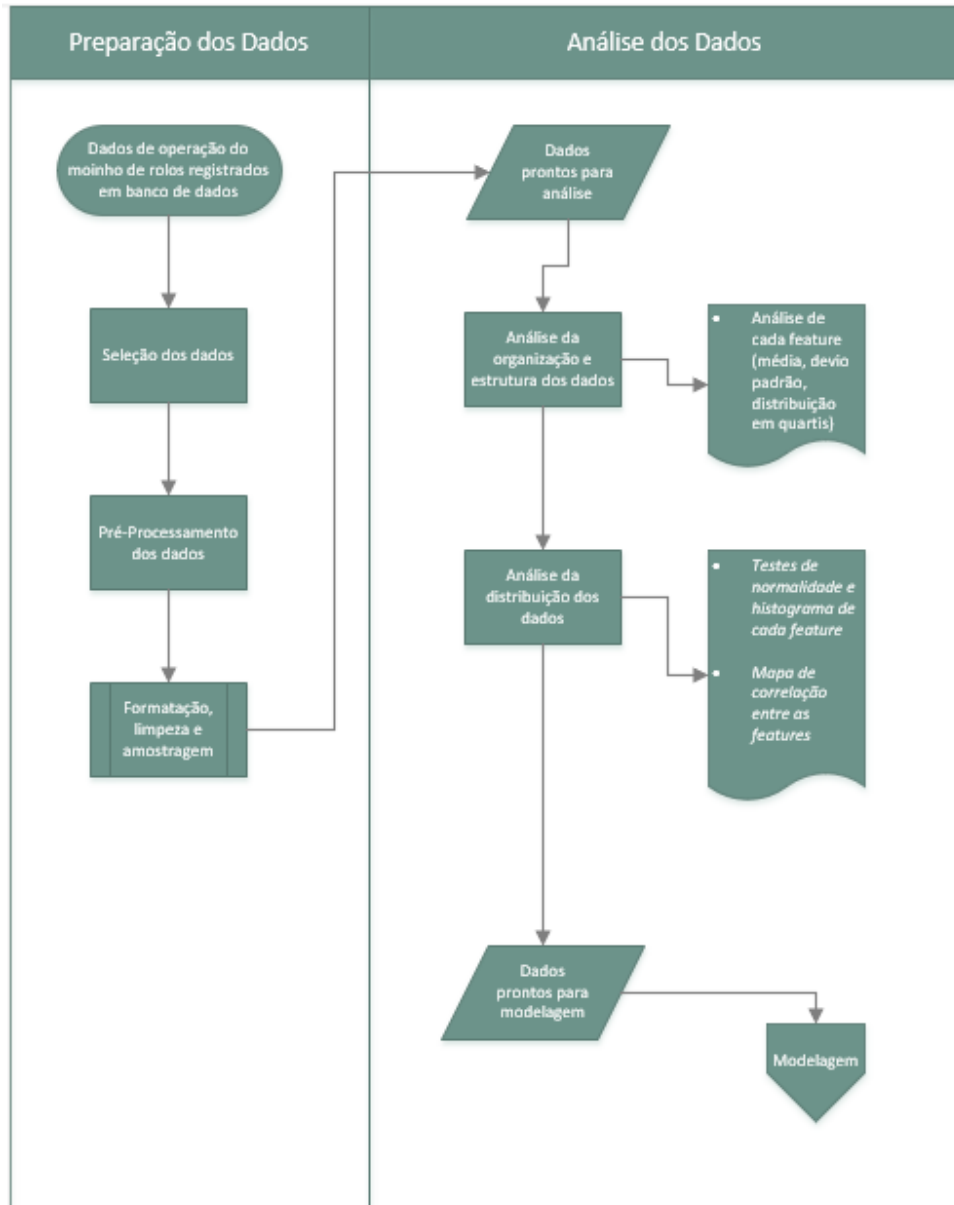 Preparação dos Dados
Análise dos Dados
Dados de operação do
moinho de rolos registrados
em banco de dados
Seleção dos dados
Pré-Processamento
dos dados
Formatação,
limpeza e
amostragem
Dados
prontos para
análise
Análise da
organização e
estrutura dos dados
• Análise de
cada feature
(média, devio
padrão,
distribuição
em quartis)
Análise da
distribuição dos
dados
• Testes de
normalidade e
histograma de
cada feature
• Mapa de
correlação
entre as
features
Dados
prontos para
modelagem
Modelagem